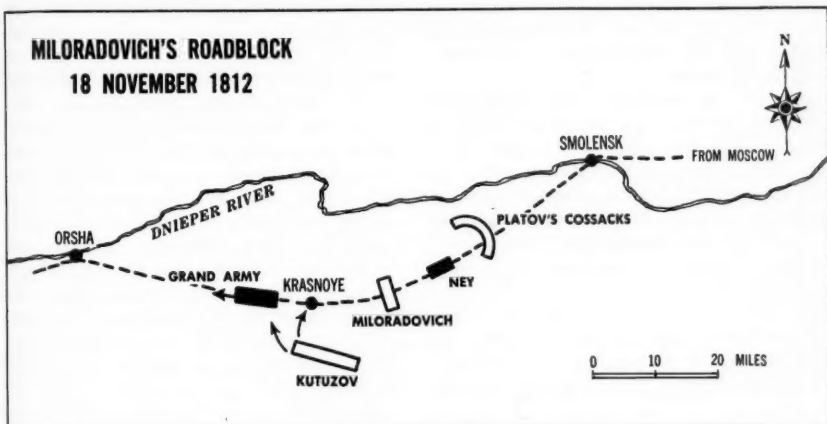 MILORADOVICH'S ROADBLOCK
18 NOVEMBER 1812
N
SMOLENSK
FROM MOSCOW
DNIEPER RIVER
PLATOV'S COSSACKS
ORSHA
GRAND ARMY
KRASNOYE
NEY
MILORADOVICH
KUTUZOV
0 10 20 MILES